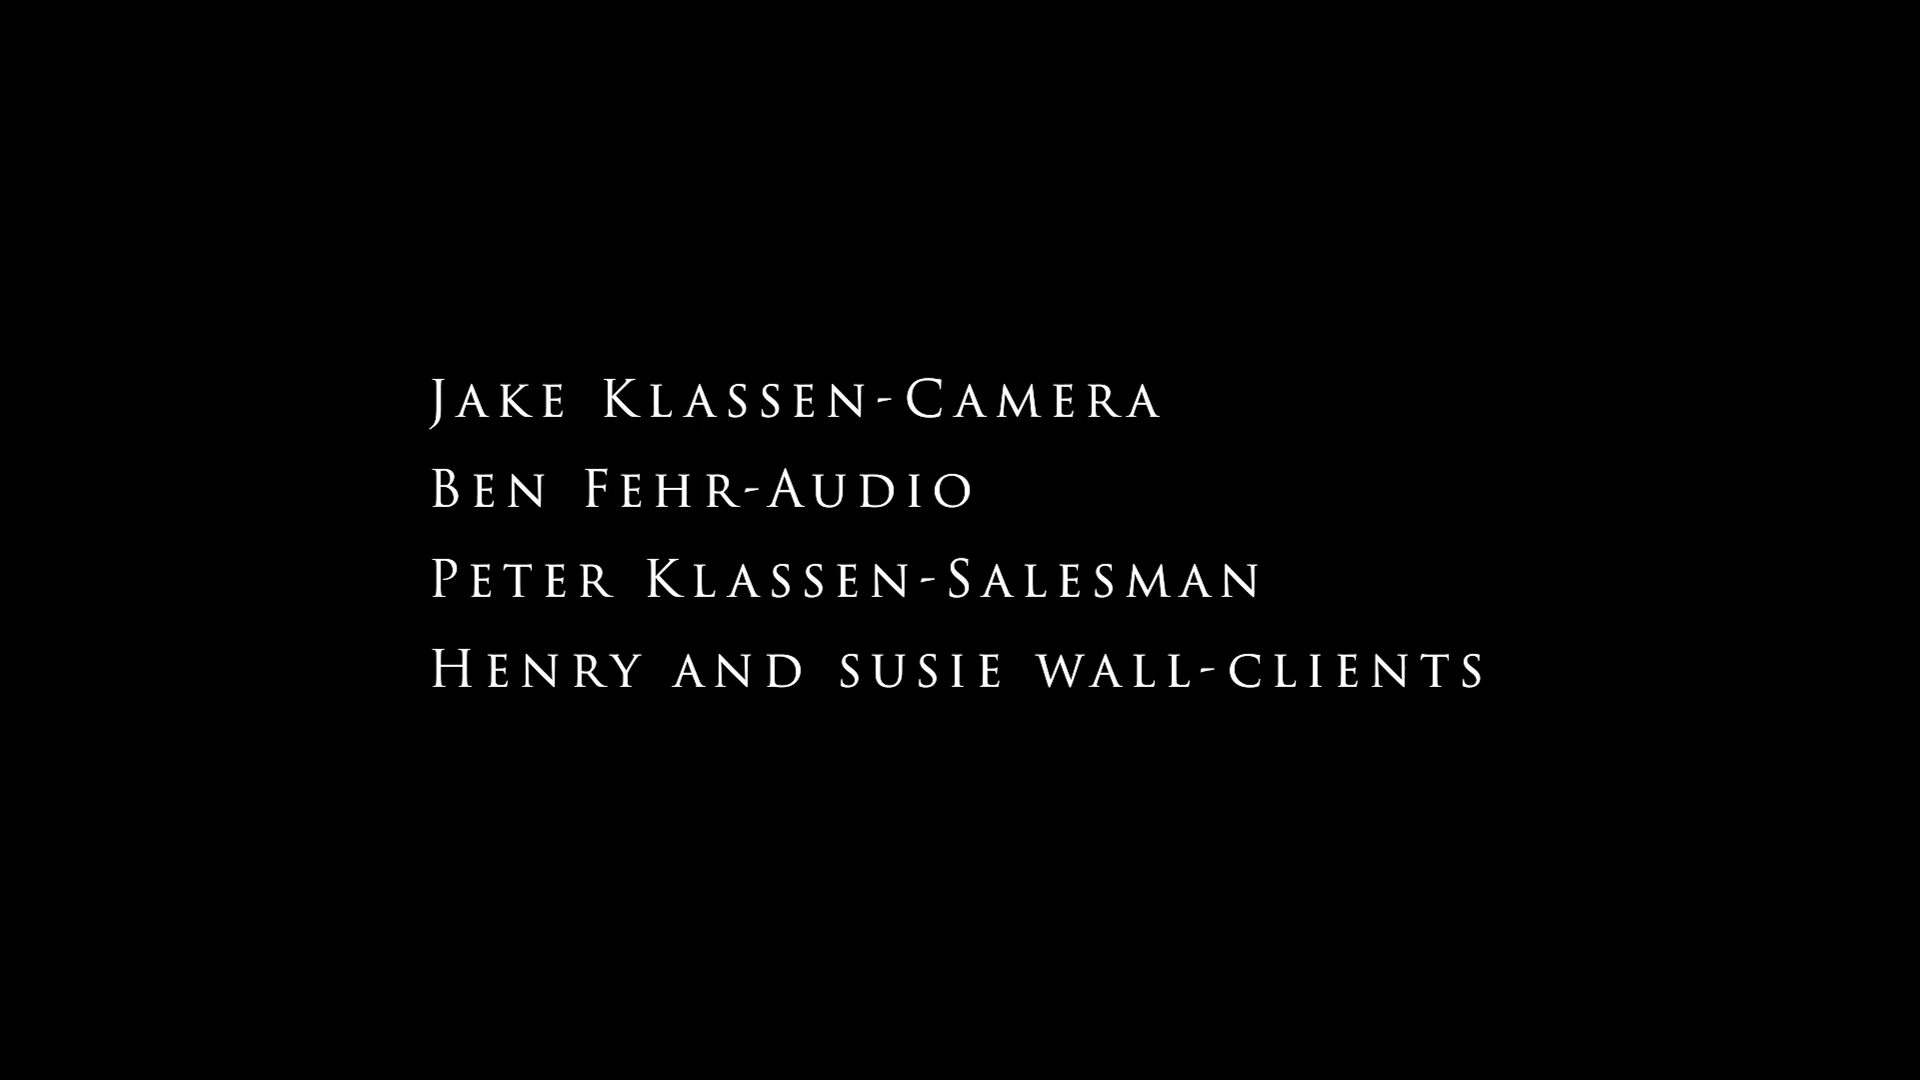 Jake Klassen-Camera
Ben Fehr-Audio
Peter Klassen-Salesman
Henry and susie wall-clients